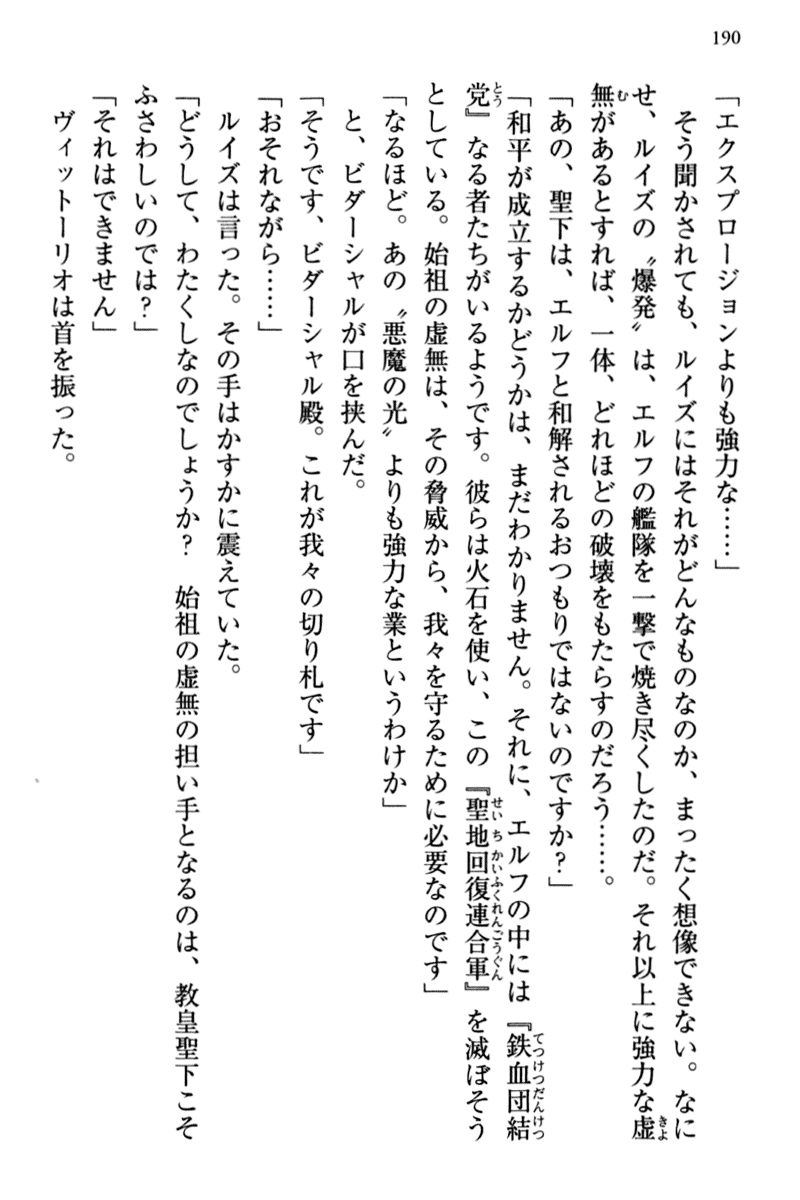 190
「エクスプロージョンよりも強力な……」
　そう聞かされても、ルイズにはそれがどんなものなのか、まったく想像できない。なに
せ、ルイズの〝爆発〟は、エルフの艦隊を一撃で焼き尽くしたのだ。それ以上に強力な虚
無があるとすれば、一体、どれほどの破壊をもたらすのだろう……。
「あの、聖下は、エルフと和解されるおつもりではないのですか？」
「和平が成立するかどうかは、まだわかりません。それに、エルフの中には『鉄血団結
党』なる者たちがいるようです。彼らは火石を使い、この『聖地回復連合軍』を滅ぼそう
としている。始祖の虚無は、その脅威から、我々を守るために必要なのです」
「なるほど。あの〝悪魔の光〟よりも強力な業というわけか」
　と、ビダーシャルが口を挟んだ。
「そうです、ビダーシャル殿。これが我々の切り札です」
「おそれながら……」
　ルイズは言った。その手はかすかに震えていた。
「どうして、わたくしなのでしょうか？　始祖の虚無の担い手となるのは、教皇聖下こそ
ふさわしいのでは？」
「それはできません」
　ヴィットーリオは首を振った。